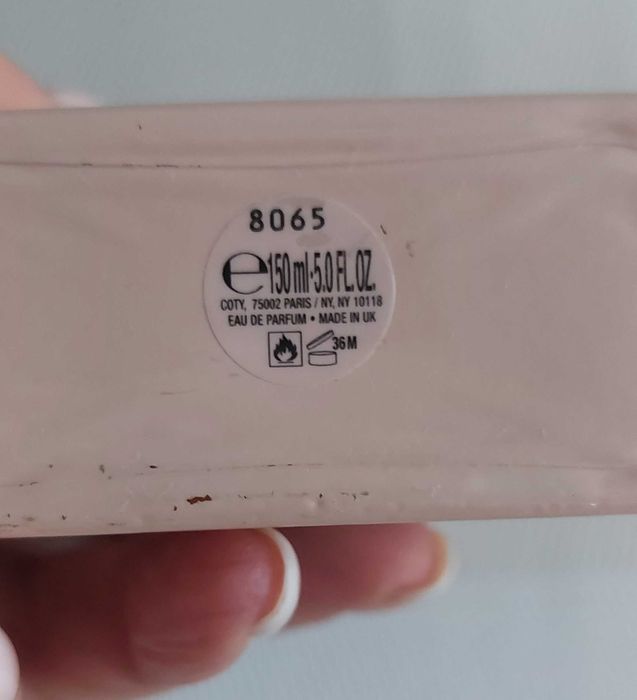 8065
℮150 ml·5.0 FL.OZ.
COTY, 75002 PARIS / NY, NY 10118
EAU DE PARFUM • MADE IN UK
36M